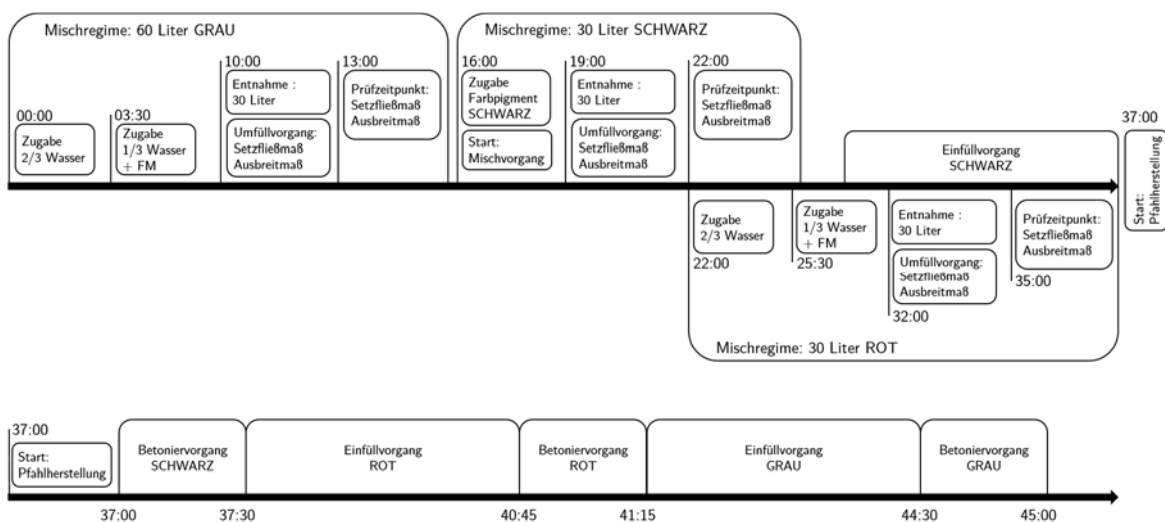 Mischregime: 60 Liter GRAU
00:00
Zugabe
2/3 Wasser
03:30
Zugabe
1/3 Wasser
+ FM
10:00
Entnahme :
30 Liter
Umfüllvorgang:
Setzfließmaß
Ausbreitmaß
13:00
Prüfzeitpunkt:
Setzfließmaß
Ausbreitmaß
Mischregime: 30 Liter SCHWARZ
16:00
Zugabe
Farbpigment
SCHWARZ
Start:
Mischvorgang
19:00
Entnahme :
30 Liter
Umfüllvorgang:
Setzfließmaß
Ausbreitmaß
22:00
Prüfzeitpunkt:
Setzfließmaß
Ausbreitmaß
Einfüllvorgang
SCHWARZ
37:00
Start:
Pfahlherstellung
Zugabe
2/3 Wasser
22:00
Zugabe
1/3 Wasser
+ FM
25:30
Entnahme :
30 Liter
Umfüllvorgang:
Setzfließmaß
Ausbreitmaß
32:00
Prüfzeitpunkt:
Setzfließmaß
Ausbreitmaß
35:00
Mischregime: 30 Liter ROT
37:00
Start:
Pfahlherstellung
Betoniervorgang
SCHWARZ
Einfüllvorgang
ROT
Betoniervorgang
ROT
Einfüllvorgang
GRAU
Betoniervorgang
GRAU
37:00
37:30
40:45
41:15
44:30
45:00